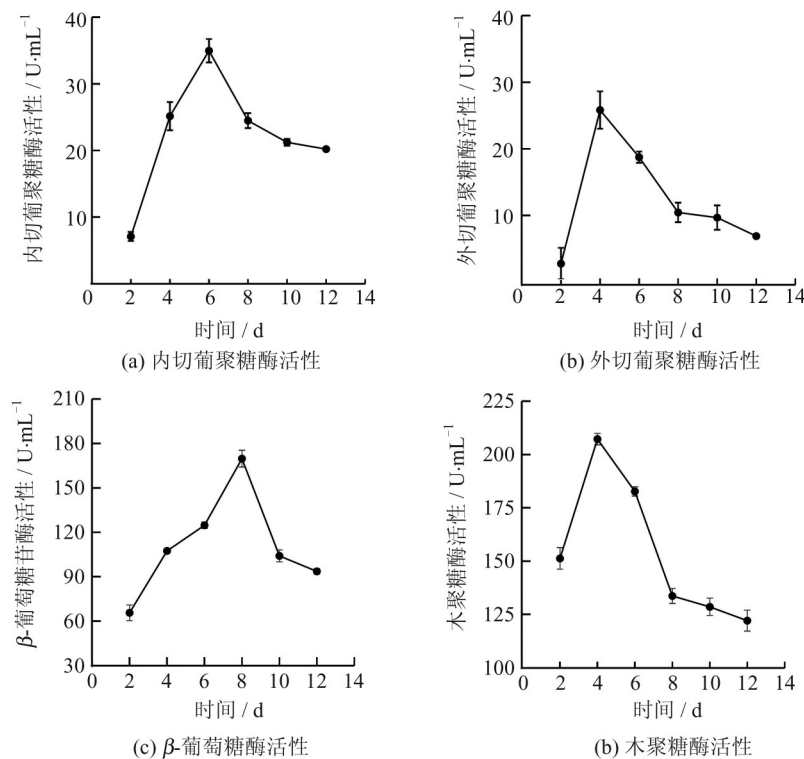 40
30
20
10
0 2 4 6 8 10 12 14
内切葡聚糖酶活性 / U·mL⁻¹
时间 / d
(a) 内切葡聚糖酶活性
40
30
20
10
0 2 4 6 8 10 12 14
外切葡聚糖酶活性 / U·mL⁻¹
时间 / d
(b) 外切葡聚糖酶活性
210
180
150
120
90
60
30
0 2 4 6 8 10 12 14
β-葡萄糖苷酶活性 / U·mL⁻¹
时间 / d
(c) β-葡萄糖酶活性
225
200
175
150
125
100
0 2 4 6 8 10 12 14
木聚糖酶活性 / U·mL⁻¹
时间 / d
(b) 木聚糖酶活性